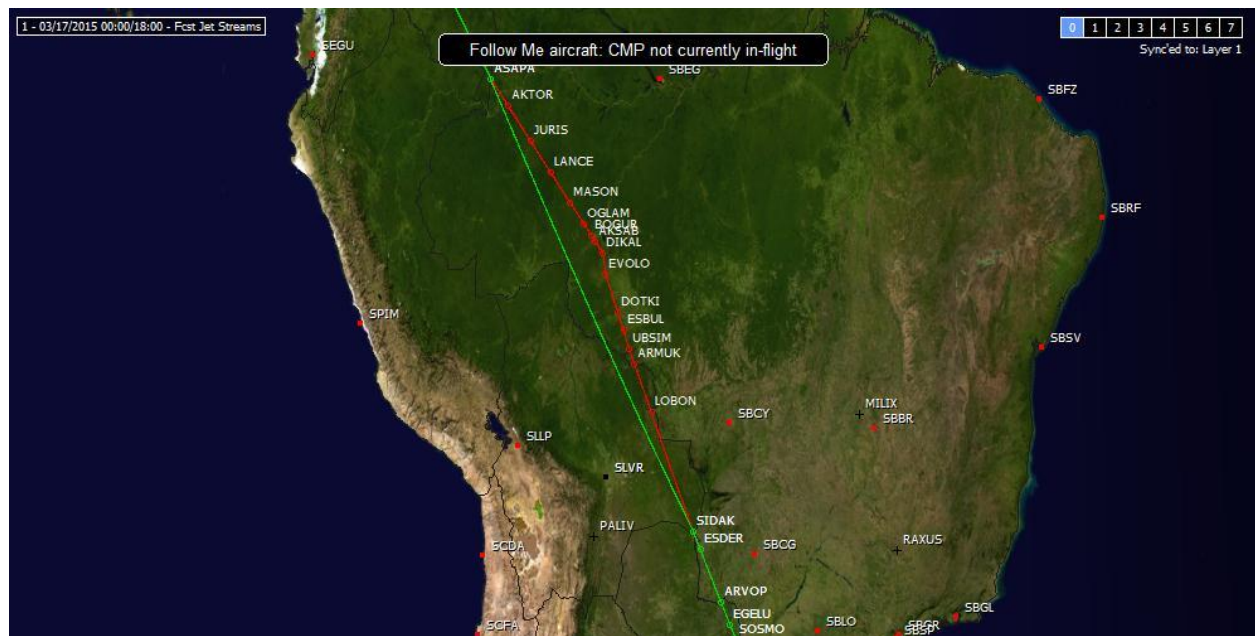 1 - 03/17/2015 00:00/18:00 - Fcst Jet Streams
0 1 2 3 4 5 6 7
Follow Me aircraft: CMP not currently in-flight
Sync'ed to: Layer 1
SEGU
ASAPA
SBEG
AKTOR
SBFZ
JURIS
LANCE
MASON
OGLAM
SBRF
BOGUR
AKSAB
DIKAL
EVOLO
DOTKI
SPIM
ESBUL
UBSIM
SBSV
ARMUK
LOBON
SBCY
MILIX
SBBR
SLLP
SLVR
SIDAK
PALIV
ESDER
RAXUS
SCDA
SBCG
ARVOP
EGELU
SBGL
SOSMO
SBLO
SBGR
SBSP
SCFA